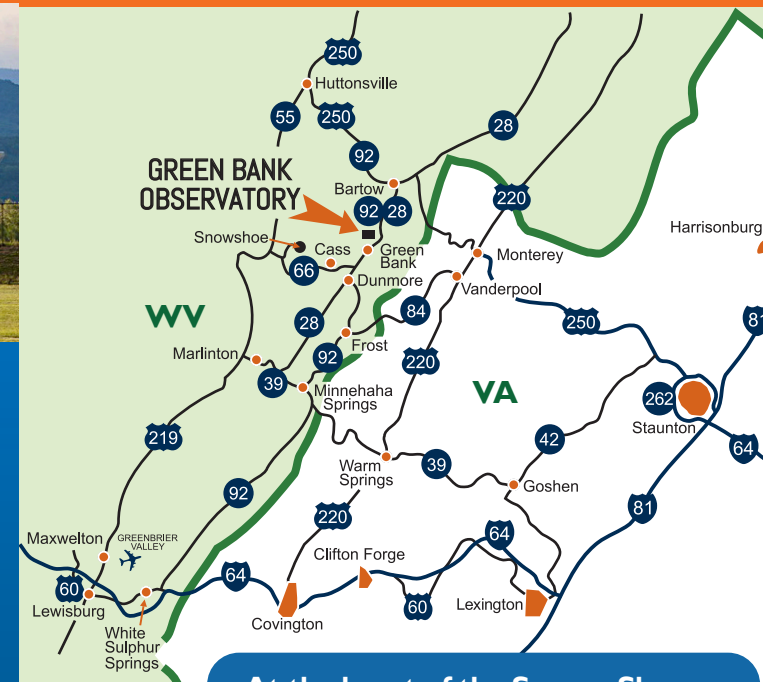 250
Huttonsville
55
250
28
92
GREEN BANK
OBSERVATORY
Bartow
220
92
28
Harrisonburg
Snowshoe
Cass
Green
Bank
Monterey
66
Dunmore
Vanderpool
WV
84
28
250
81
Frost
Marlinton
92
220
39
Minnehaha
Springs
VA
262
Staunton
219
42
64
Warm
Springs
39
92
Goshen
81
220
Maxwelton
GREENBRIER
VALLEY
64
Clifton Forge
60
64
Lewisburg
60
Lexington
Covington
White
Sulphur
Springs